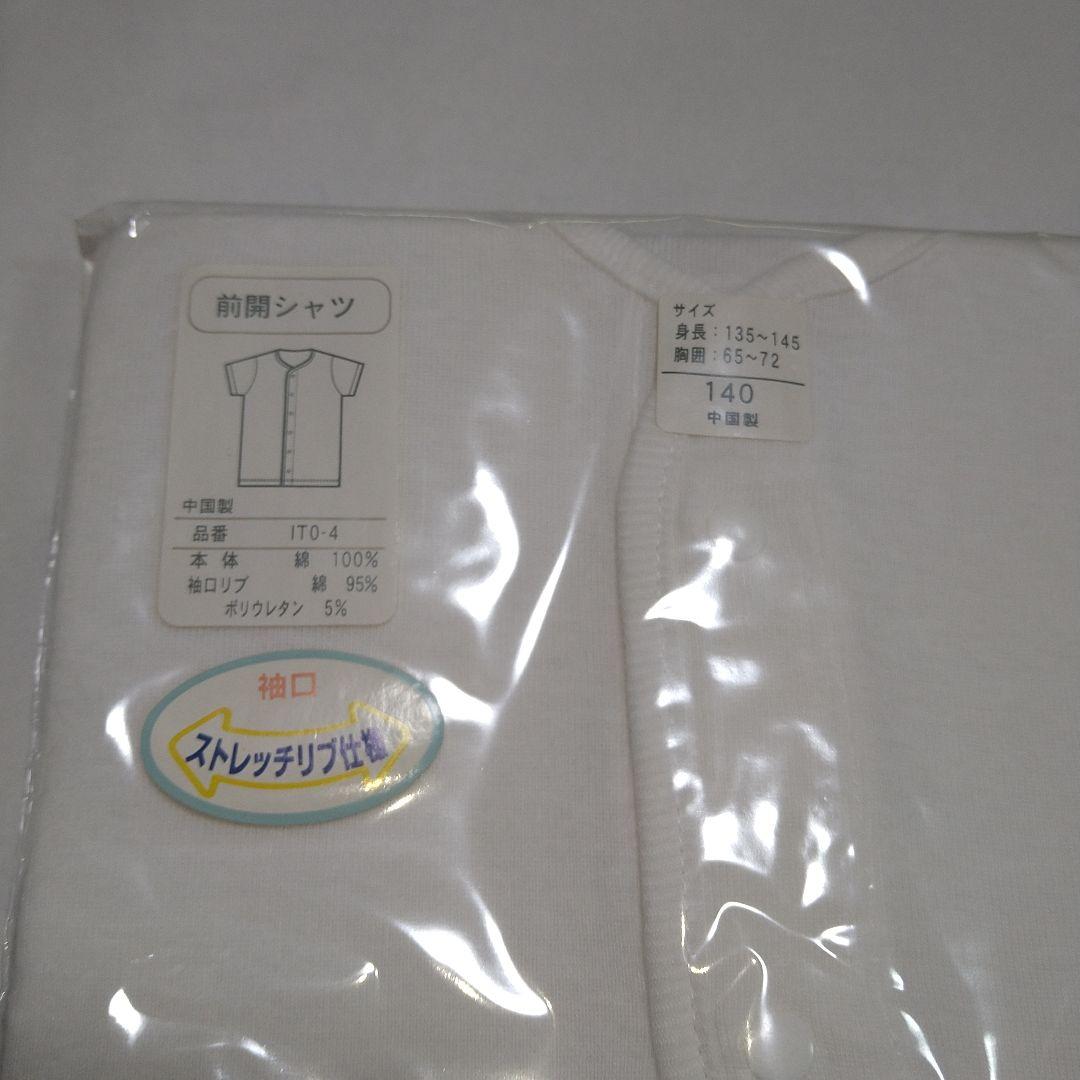 前開シャツ
中国製
品番 ITO-4
本体 綿 100%
袖口リブ 綿 95%
ポリウレタン 5%
袖口
ストレッチリブ仕様
サイズ
身長：135～145
胸囲：65～72
140
中国製